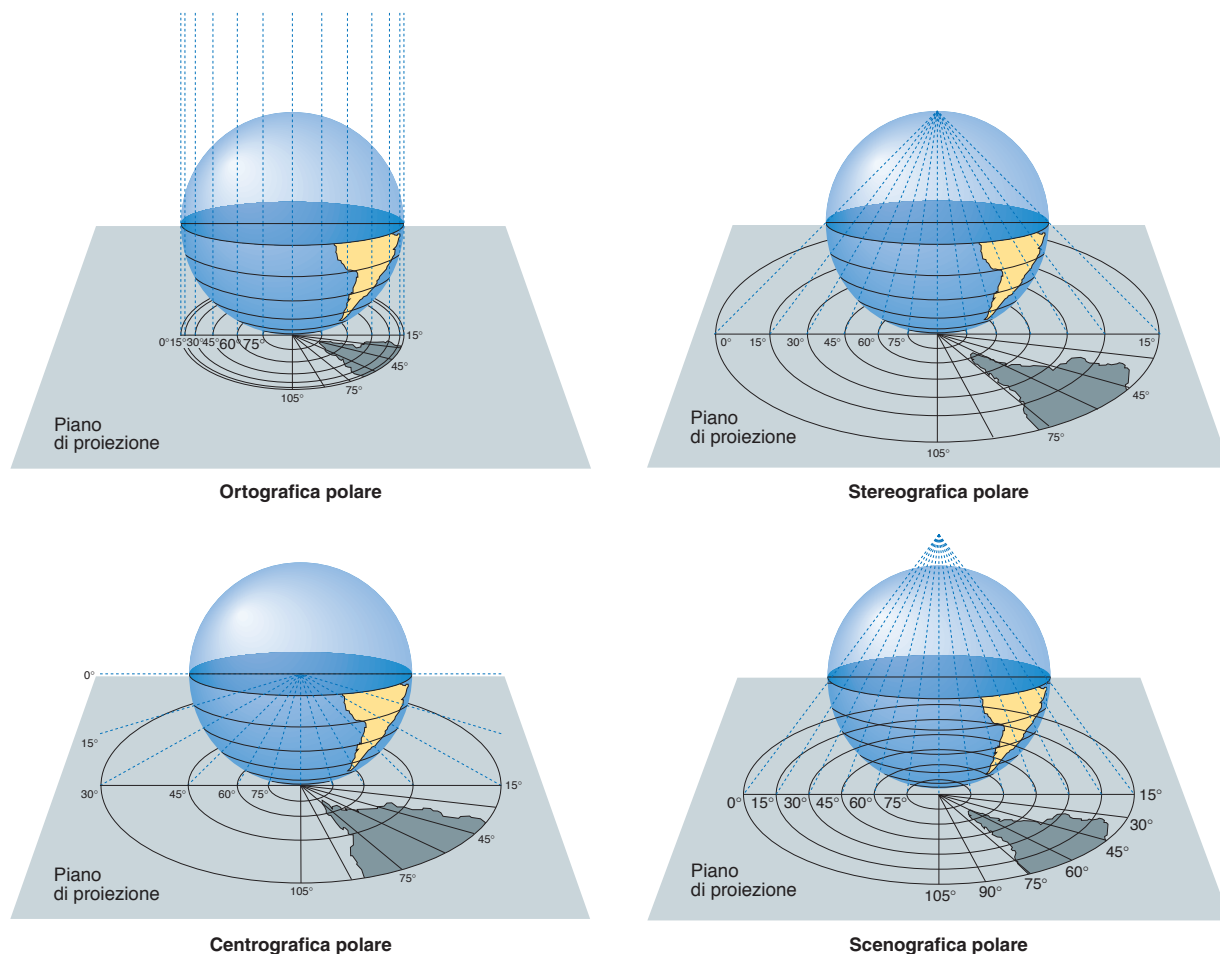 0° 15° 30° 45° 60° 75° 15°
45°
75°
105°
Piano
di proiezione
Ortografica polare
0° 15° 30° 45° 60° 75° 15°
45°
75°
105°
Piano
di proiezione
Stereografica polare
0°
15°
30° 45° 60° 75° 15°
45°
75°
105°
Piano
di proiezione
Centrografica polare
0° 15° 30° 45° 60° 75° 15°
30°
45°
60°
75°
90°
105°
Piano
di proiezione
Scenografica polare